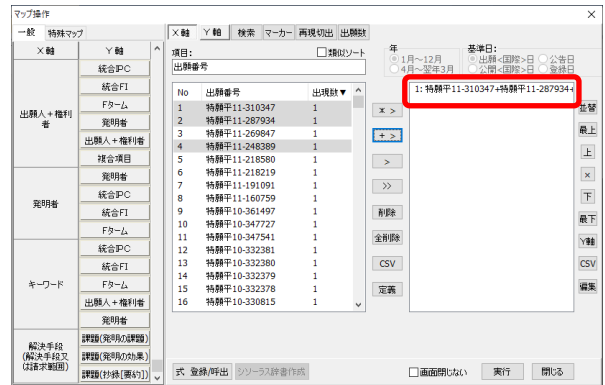 マップ操作
一般 特殊マップ
X軸 Y軸
出願人+権利者
統合IPC
統合FI
Fターム
発明者
出願人+権利者
複合項目
発明者
発明者
統合IPC
統合FI
Fターム
キーワード
統合IPC
統合FI
Fターム
出願人+権利者
発明者
解決手段
(解決手段又
は請求範囲)
課題(発明の課題)
課題(発明の効果)
課題(抄録[要約])
X軸 Y軸 検索 マーカー 再現切出 出願数
項目: 類似ソート
出願番号
No 出願番号 出現数▼
1 特願平11-310347 1
2 特願平11-287934 1
3 特願平11-269847 1
4 特願平11-248389 1
5 特願平11-218580 1
6 特願平11-218219 1
7 特願平11-191091 1
8 特願平11-160759 1
9 特願平10-361497 1
10 特願平10-347727 1
11 特願平10-347541 1
12 特願平10-332381 1
13 特願平10-332380 1
14 特願平10-332379 1
15 特願平10-332378 1
16 特願平10-330815 1
式 登録/呼出 シソーラス辞書作成
年
1月~12月
4月~翌年3月
基準日:
出願<国際>日 公告日
公開<国際>日 登録日
× >
+ >
>
>>
削除
全削除
CSV
定義
1: 特願平11-310347+特願平11-287934+
並替
最上
上
×
下
最下
Y軸
CSV
編集
画面閉じない 実行 閉じる